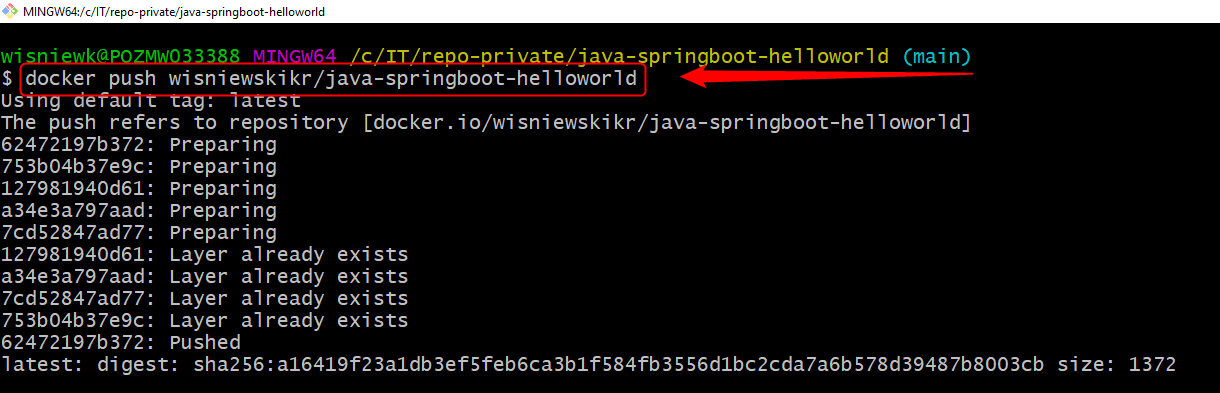 MINGW64:/c/IT/repo-private/java-springboot-helloworld
wisniewk@POZMWO33388 MINGW64 /c/IT/repo-private/java-springboot-helloworld (main)
$ docker push wisniewskikr/java-springboot-helloworld
Using default tag: latest
The push refers to repository [docker.io/wisniewskikr/java-springboot-helloworld]
62472197b372: Preparing
753b04b37e9c: Preparing
127981940d61: Preparing
a34e3a797aad: Preparing
7cd52847ad77: Preparing
127981940d61: Layer already exists
a34e3a797aad: Layer already exists
7cd52847ad77: Layer already exists
753b04b37e9c: Layer already exists
62472197b372: Pushed
latest: digest: sha256:a16419f23a1db3ef5feb6ca3b1f584fb3556d1bc2cda7a6b578d39487b8003cb size: 1372